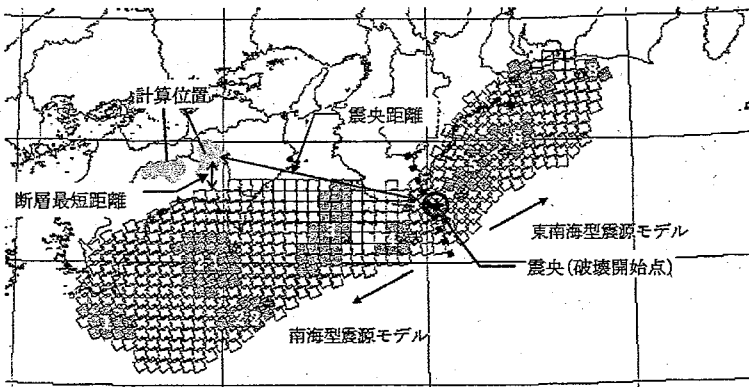 計算位置
震央距離
断層最短距離
東南海型震源モデル
震央(破壊開始点)
南海型震源モデル